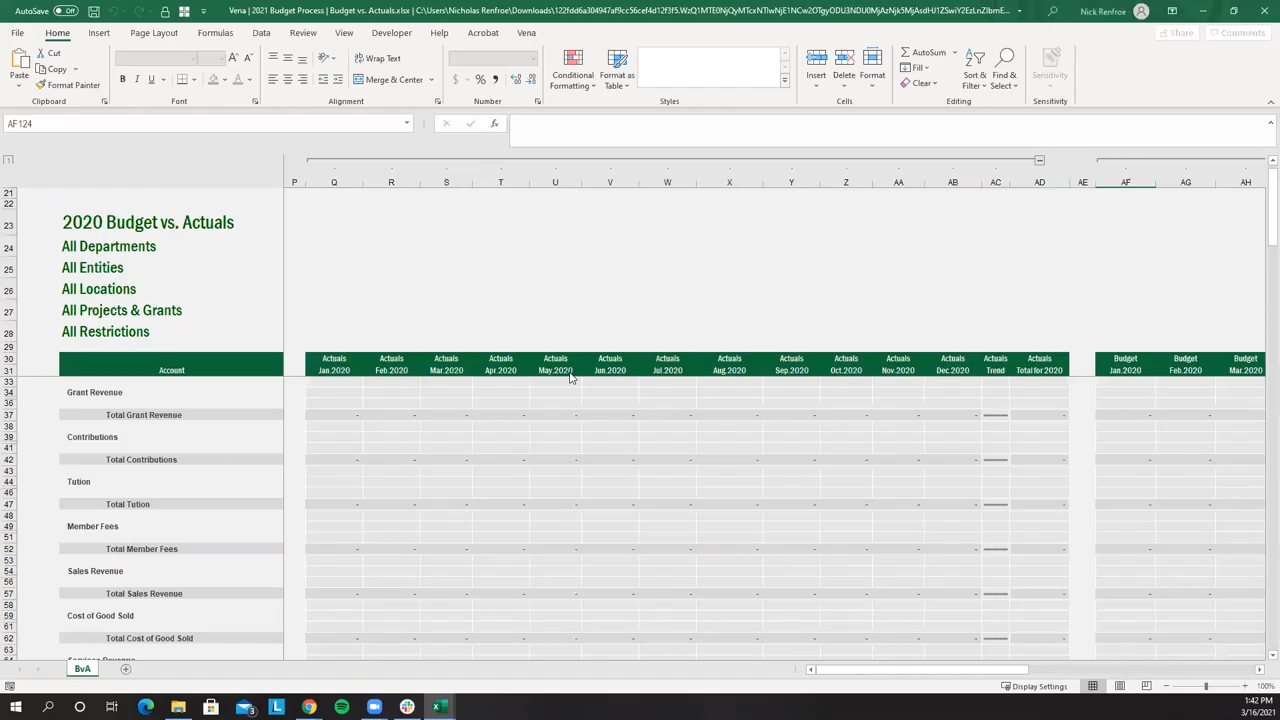 AutoSave Off
Vena | 2021 Budget Process | Budget vs. Actuals.xlsx | C:\Users\Nicholas Renfroe\Downloads\
Nick Renfroe
File Home Insert Page Layout Formulas Data Review View Developer Help Acrobat Vena Share Comments
Paste Cut Copy Format Painter
B I U A
Wrap Text
Merge & Center
$ % 
Conditional Formatting
Format as Table
Insert Delete Format
AutoSum Fill Clear
Sort & Filter
Find & Select
Sensitivity
Clipboard Font Alignment Number Styles Cells Editing Sensitivity
AF124 fx
1
P Q R S T U V W X Y Z AA AB AC AD AE AF AG AH
21
22
23 2020 Budget vs. Actuals
24 All Departments
25 All Entities
26 All Locations
27 All Projects & Grants
28 All Restrictions
29
30 Actuals Actuals Actuals Actuals Actuals Actuals Actuals Actuals Actuals Actuals Actuals Actuals Actuals Actuals Budget Budget Budget
31 Account Jan.2020 Feb.2020 Mar.2020 Apr.2020 May.2020 Jun.2020 Jul.2020 Aug.2020 Sep.2020 Oct.2020 Nov.2020 Dec.2020 Trend Total for 2020 Jan.2020 Feb.2020 Mar.2020
33
34 Grant Revenue
36
37 Total Grant Revenue - - - - - - - - - - - - - - -
38
39 Contributions
41
42 Total Contributions - - - - - - - - - - - - - - -
43
44 Tution
46
47 Total Tution - - - - - - - - - - - - - - -
48
49 Member Fees
51
52 Total Member Fees - - - - - - - - - - - - - - -
53
54 Sales Revenue
56
57 Total Sales Revenue - - - - - - - - - - - - - - -
58
59 Cost of Good Sold
61
62 Total Cost of Good Sold - - - - - - - - - - - - - - -
63
BvA
Display Settings 100%
1:42 PM
3/16/2021